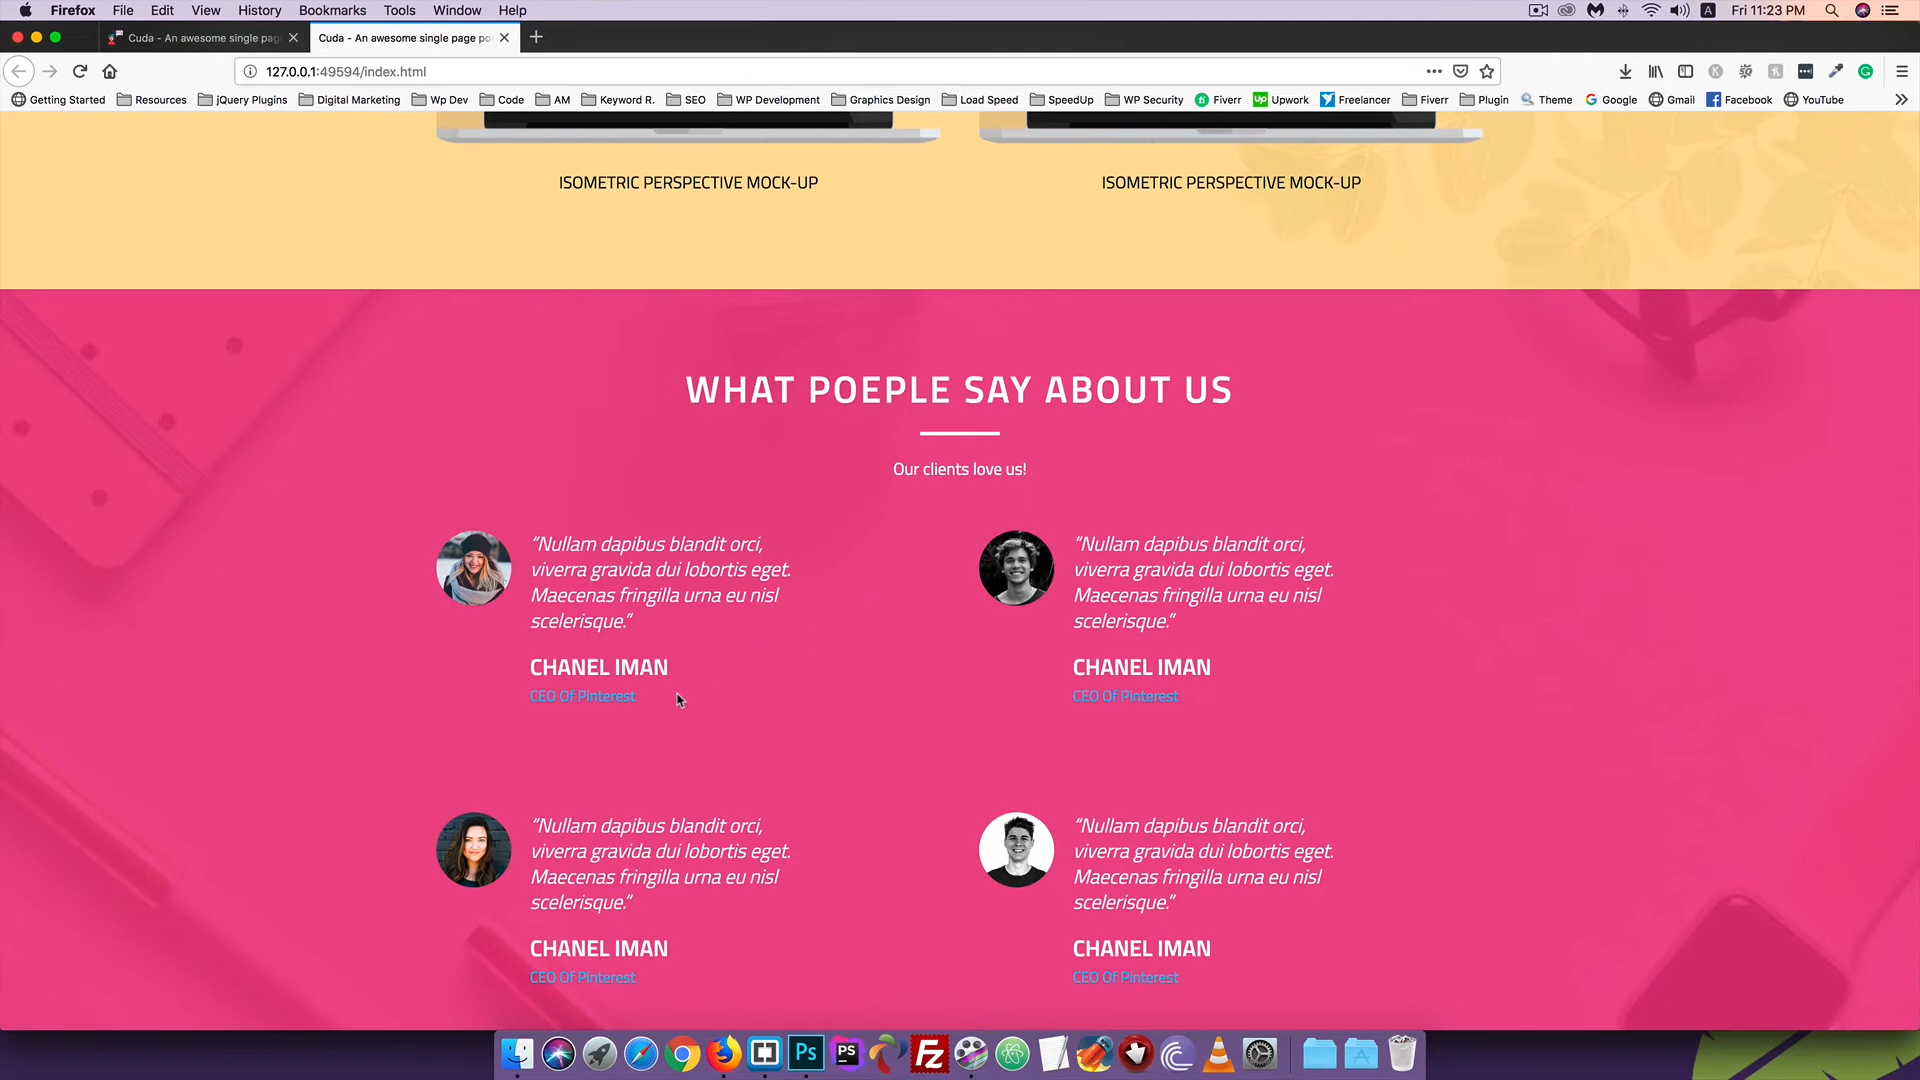 Firefox File Edit View History Bookmarks Tools Window Help
A Fri 11:23 PM
Cuda - An awesome single pag
Cuda - An awesome single page po
127.0.0.1:49594/index.html
Getting Started Resources jQuery Plugins Digital Marketing Wp Dev Code AM Keyword R. SEO WP Development Graphics Design Load Speed SpeedUp WP Security Fiverr Upwork Freelancer Fiverr Plugin Theme Google Gmail Facebook YouTube
ISOMETRIC PERSPECTIVE MOCK-UP
ISOMETRIC PERSPECTIVE MOCK-UP
WHAT POEPLE SAY ABOUT US
Our clients love us!
“Nullam dapibus blandit orci,
viverra gravida dui lobortis eget.
Maecenas fringilla urna eu nisl
scelerisque.”
CHANEL IMAN
CEO Of Pinterest
“Nullam dapibus blandit orci,
viverra gravida dui lobortis eget.
Maecenas fringilla urna eu nisl
scelerisque.”
CHANEL IMAN
CEO Of Pinterest
“Nullam dapibus blandit orci,
viverra gravida dui lobortis eget.
Maecenas fringilla urna eu nisl
scelerisque.”
CHANEL IMAN
CEO Of Pinterest
“Nullam dapibus blandit orci,
viverra gravida dui lobortis eget.
Maecenas fringilla urna eu nisl
scelerisque.”
CHANEL IMAN
CEO Of Pinterest
Ps PS FZ